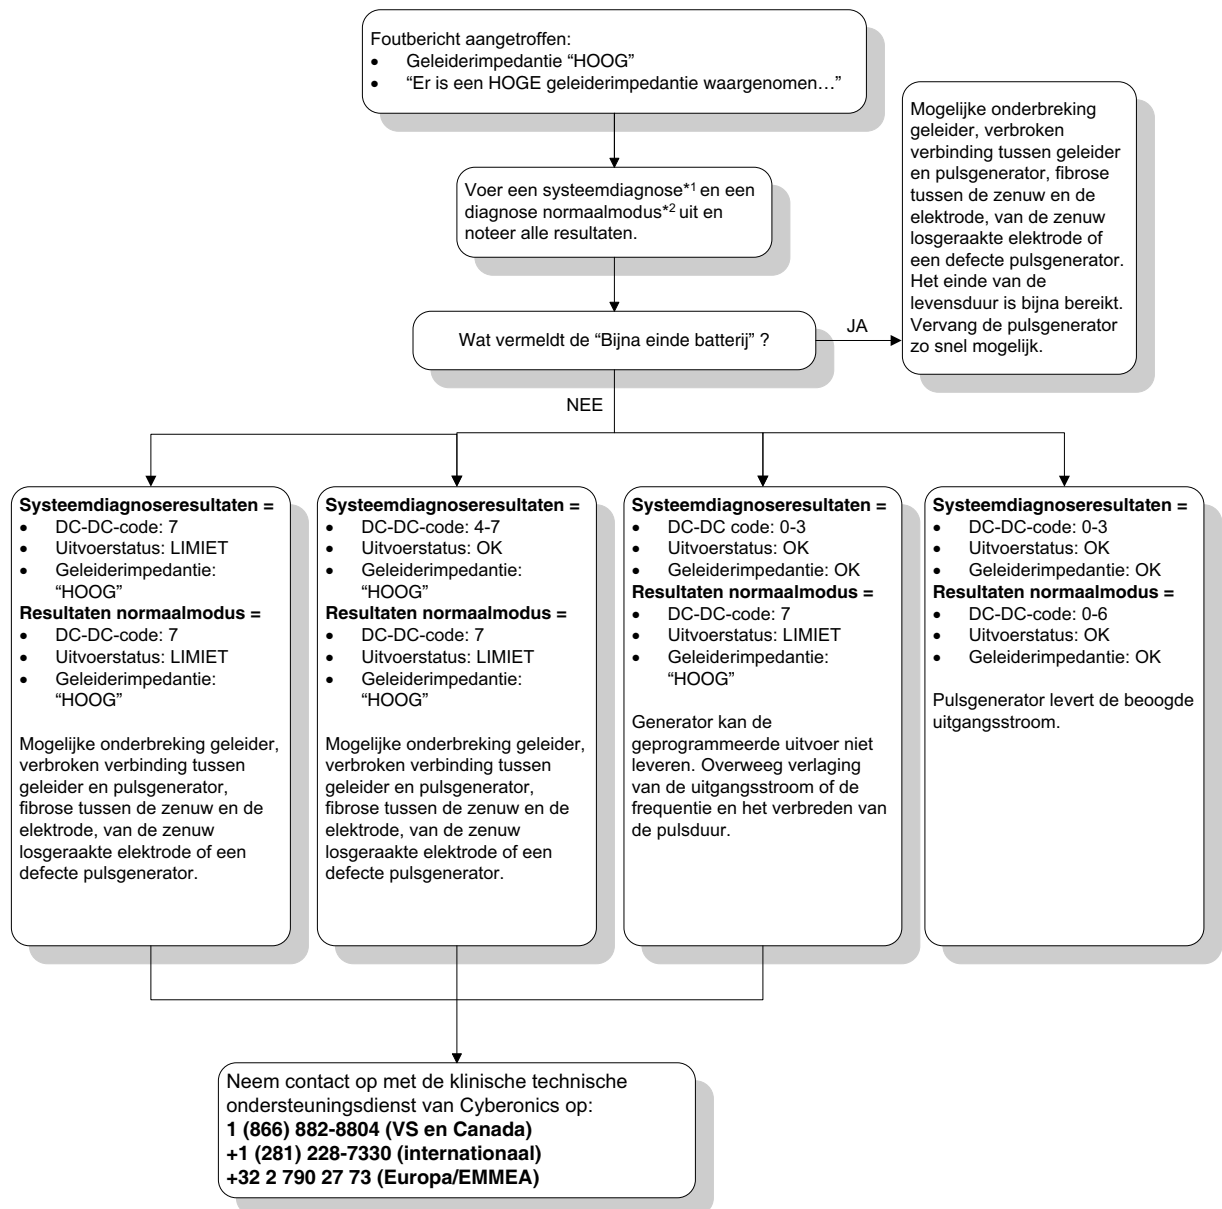 Foutbericht aangetroffen:
• Geleiderimpedantie “HOOG”
• “Er is een HOGE geleiderimpedantie waargenomen…”
Mogelijke onderbreking
geleider, verbroken
verbinding tussen geleider
en pulsgenerator, fibrose
tussen de zenuw en de
elektrode, van de zenuw
losgeraakte elektrode of
een defecte pulsgenerator.
Het einde van de
levensduur is bijna bereikt.
Vervang de pulsgenerator
zo snel mogelijk.
Voer een systeemdiagnose*1 en een
diagnose normaalmodus*2 uit en
noteer alle resultaten.
Wat vermeldt de “Bijna einde batterij” ?
JA
NEE
Systeemdiagnoseresultaten =
• DC-DC-code: 7
• Uitvoerstatus: LIMIET
• Geleiderimpedantie:
“HOOG”
Resultaten normaalmodus =
• DC-DC-code: 7
• Uitvoerstatus: LIMIET
• Geleiderimpedantie:
“HOOG”
Mogelijke onderbreking geleider,
verbroken verbinding tussen
geleider en pulsgenerator,
fibrose tussen de zenuw en de
elektrode, van de zenuw
losgeraakte elektrode of een
defecte pulsgenerator.
Systeemdiagnoseresultaten =
• DC-DC-code: 4-7
• Uitvoerstatus: OK
• Geleiderimpedantie:
“HOOG”
Resultaten normaalmodus =
• DC-DC-code: 7
• Uitvoerstatus: LIMIET
• Geleiderimpedantie:
“HOOG”
Mogelijke onderbreking geleider,
verbroken verbinding tussen
geleider en pulsgenerator,
fibrose tussen de zenuw en de
elektrode, van de zenuw
losgeraakte elektrode of een
defecte pulsgenerator.
Systeemdiagnoseresultaten =
• DC-DC code: 0-3
• Uitvoerstatus: OK
• Geleiderimpedantie: OK
Resultaten normaalmodus =
• DC-DC-code: 7
• Uitvoerstatus: LIMIET
• Geleiderimpedantie:
“HOOG”
Generator kan de
geprogrammeerde uitvoer niet
leveren. Overweeg verlaging
van de uitgangsstroom of de
frequentie en het verbreden van
de pulsduur.
Systeemdiagnoseresultaten =
• DC-DC-code: 0-3
• Uitvoerstatus: OK
• Geleiderimpedantie: OK
Resultaten normaalmodus =
• DC-DC-code: 0-6
• Uitvoerstatus: OK
• Geleiderimpedantie: OK
Pulsgenerator levert de beoogde
uitgangsstroom.
Neem contact op met de klinische technische
ondersteuningsdienst van Cyberonics op:
1 (866) 882-8804 (VS en Canada)
+1 (281) 228-7330 (internationaal)
+32 2 790 27 73 (Europa/EMMEA)